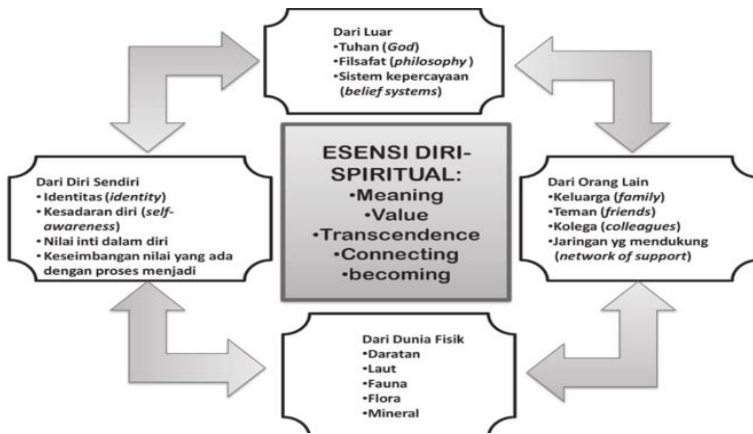 Dari Luar
•Tuhan (God)
•Filsafat (philosophy)
•Sistem kepercayaan
(belief systems)
Dari Diri Sendiri
• Identitas (identity)
• Kesadaran diri (self-
awareness)
• Nilai inti dalam diri
• Keseimbangan nilai yang ada
dengan proses menjadi
ESENSI DIRI-
SPIRITUAL:
•Meaning
•Value
•Transcendence
•Connecting
•becoming
Dari Orang Lain
•Keluarga (family)
•Teman (friends)
•Kolega (colleagues)
•Jaringan yg mendukung
(network of support)
Dari Dunia Fisik
•Daratan
•Laut
•Fauna
•Flora
•Mineral